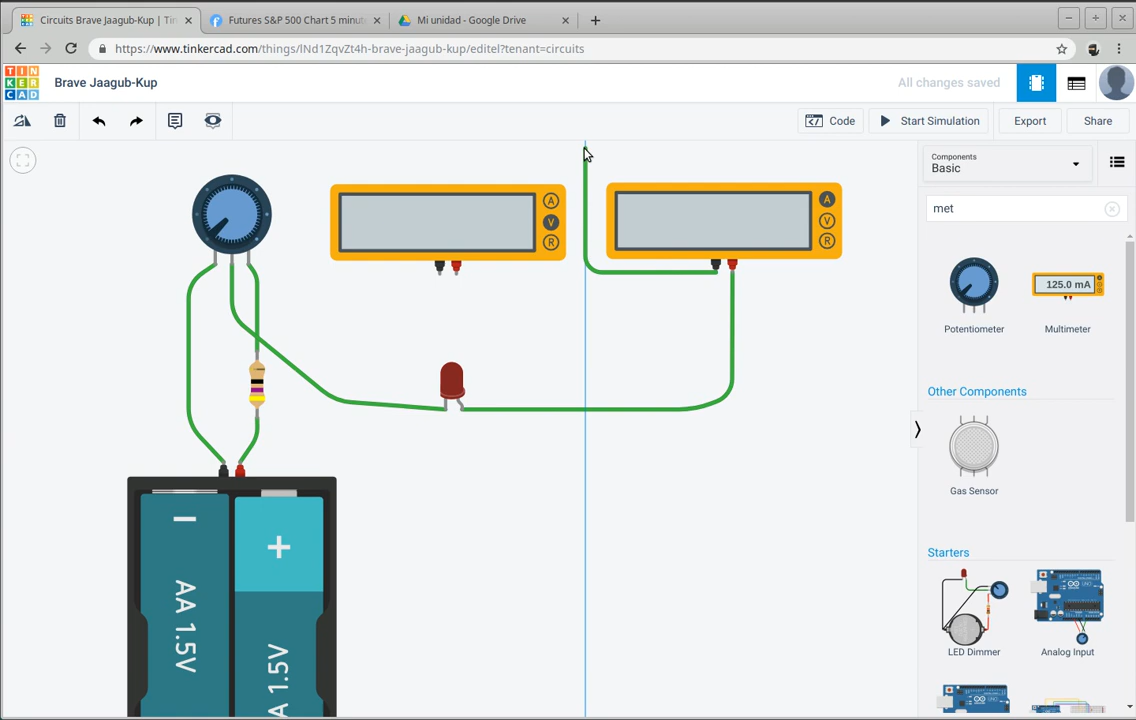 Circuits Brave Jaagub-Kup | Tin
Futures S&P 500 Chart 5 minute
Mi unidad - Google Drive
https://www.tinkercad.com/things/lNd1ZqvZt4h-brave-jaagub-kup/editel?tenant=circuits
TIN
KER
CAD
Brave Jaagub-Kup
All changes saved
Code
Start Simulation
Export
Share
Components
Basic
met
A
V
R
A
V
R
125.0 mA
Potentiometer
Multimeter
Other Components
Gas Sensor
Starters
LED Dimmer
Analog Input
AA 1.5V
A 1.5V